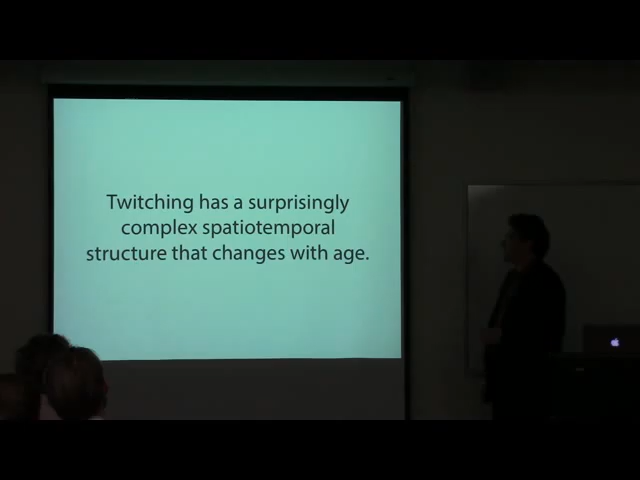 Twitching has a surprisingly
complex spatiotemporal
structure that changes with age.